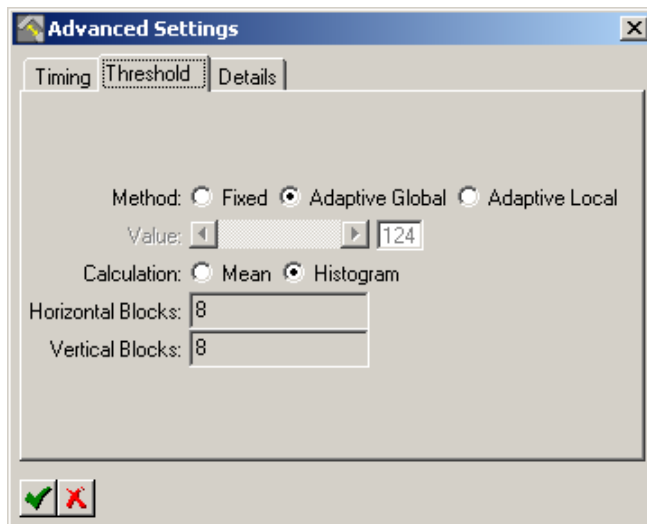 Advanced Settings
Timing Threshold Details
Method: Fixed Adaptive Global Adaptive Local
Value: 124
Calculation: Mean Histogram
Horizontal Blocks: 8
Vertical Blocks: 8